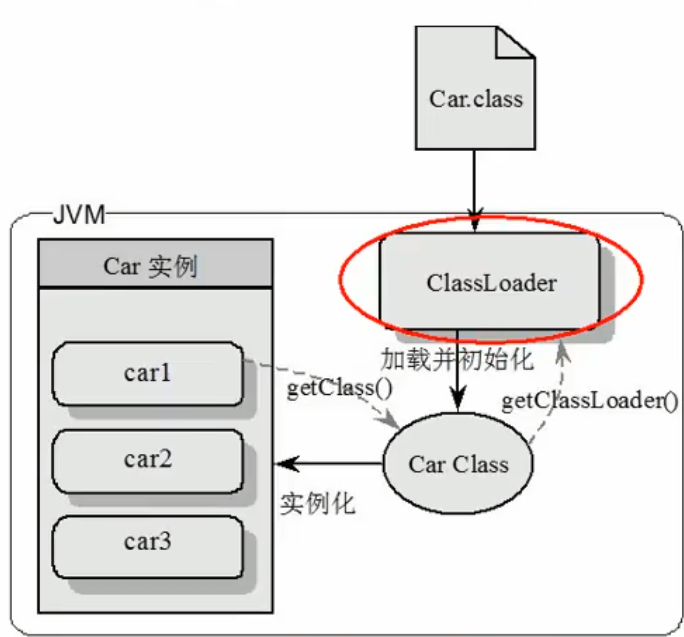 Car.class
JVM
Car 实例
ClassLoader
加载并初始化
car1
getClass()
getClassLoader()
car2
Car Class
实例化
car3